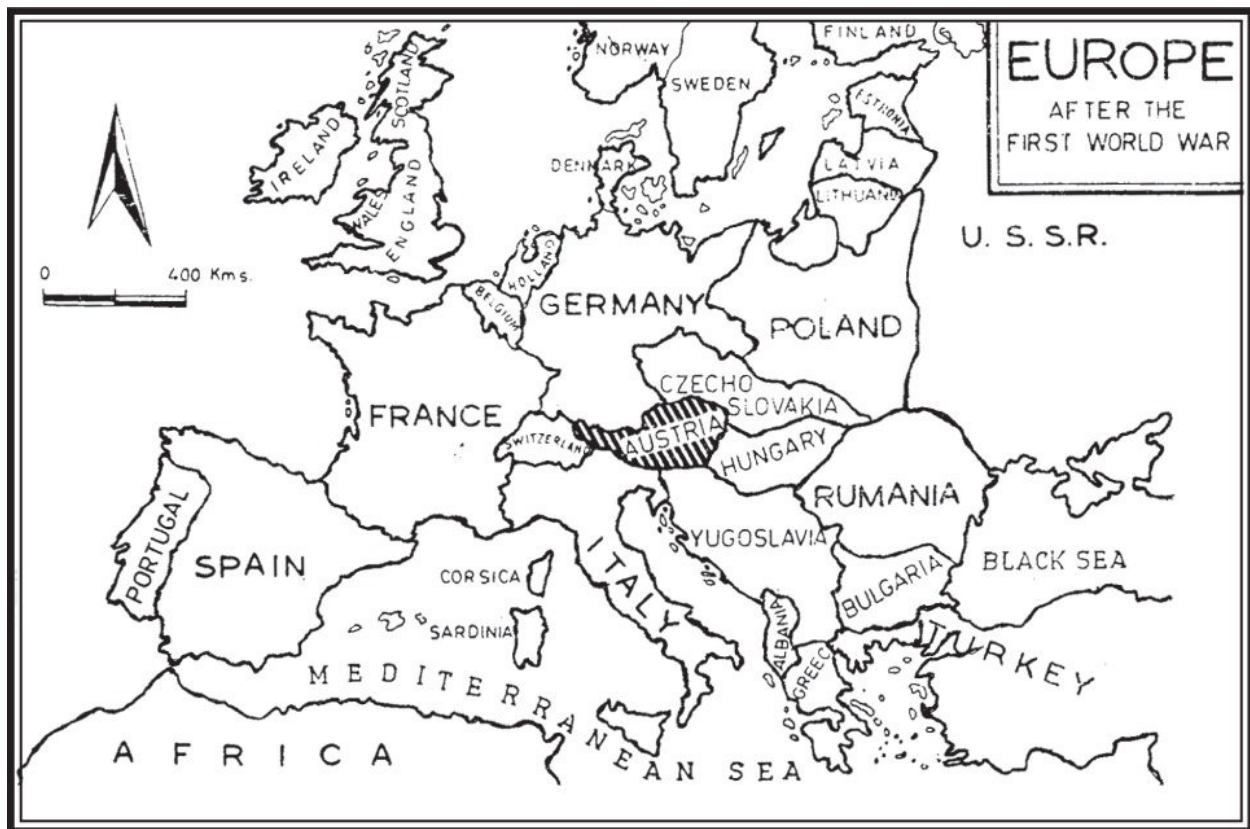 EUROPE
AFTER THE
FIRST WORLD WAR
NORWAY
SWEDEN
FINLAND
ESTHONIA
LATVIA
LITHUANIA
SCOTLAND
IRELAND
WALES
ENGLAND
DENMARK
HOLLAND
BELGIUM
GERMANY
POLAND
U. S. S. R.
0 400 Kms.
CZECHO
SLOVAKIA
FRANCE
SWITZERLAND
AUSTRIA
HUNGARY
RUMANIA
PORTUGAL
SPAIN
CORSICA
SARDINIA
ITALY
YUGOSLAVIA
ALBANIA
GREEC
BULGARIA
BLACK SEA
TURKEY
MEDITERRANEAN SEA
AFRICA